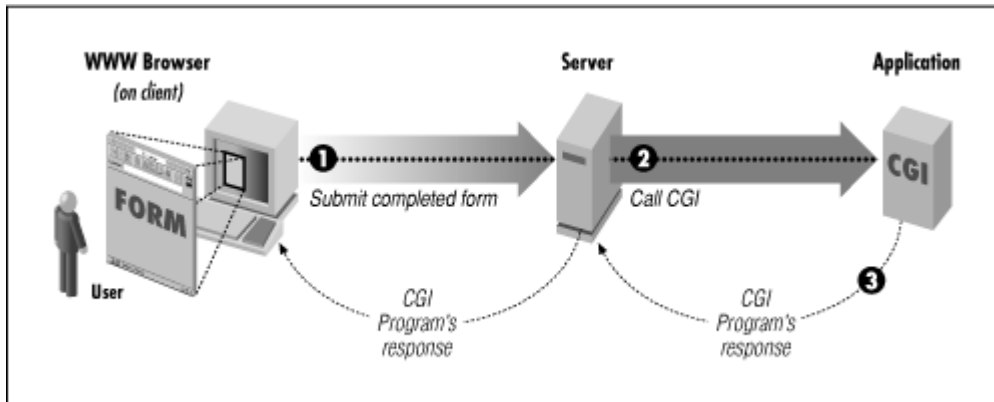 WWW Browser
(on client)
Server
Application
FORM
User
1
Submit completed form
2
Call CGI
CGI
3
CGI
Program's
response
CGI
Program's
response